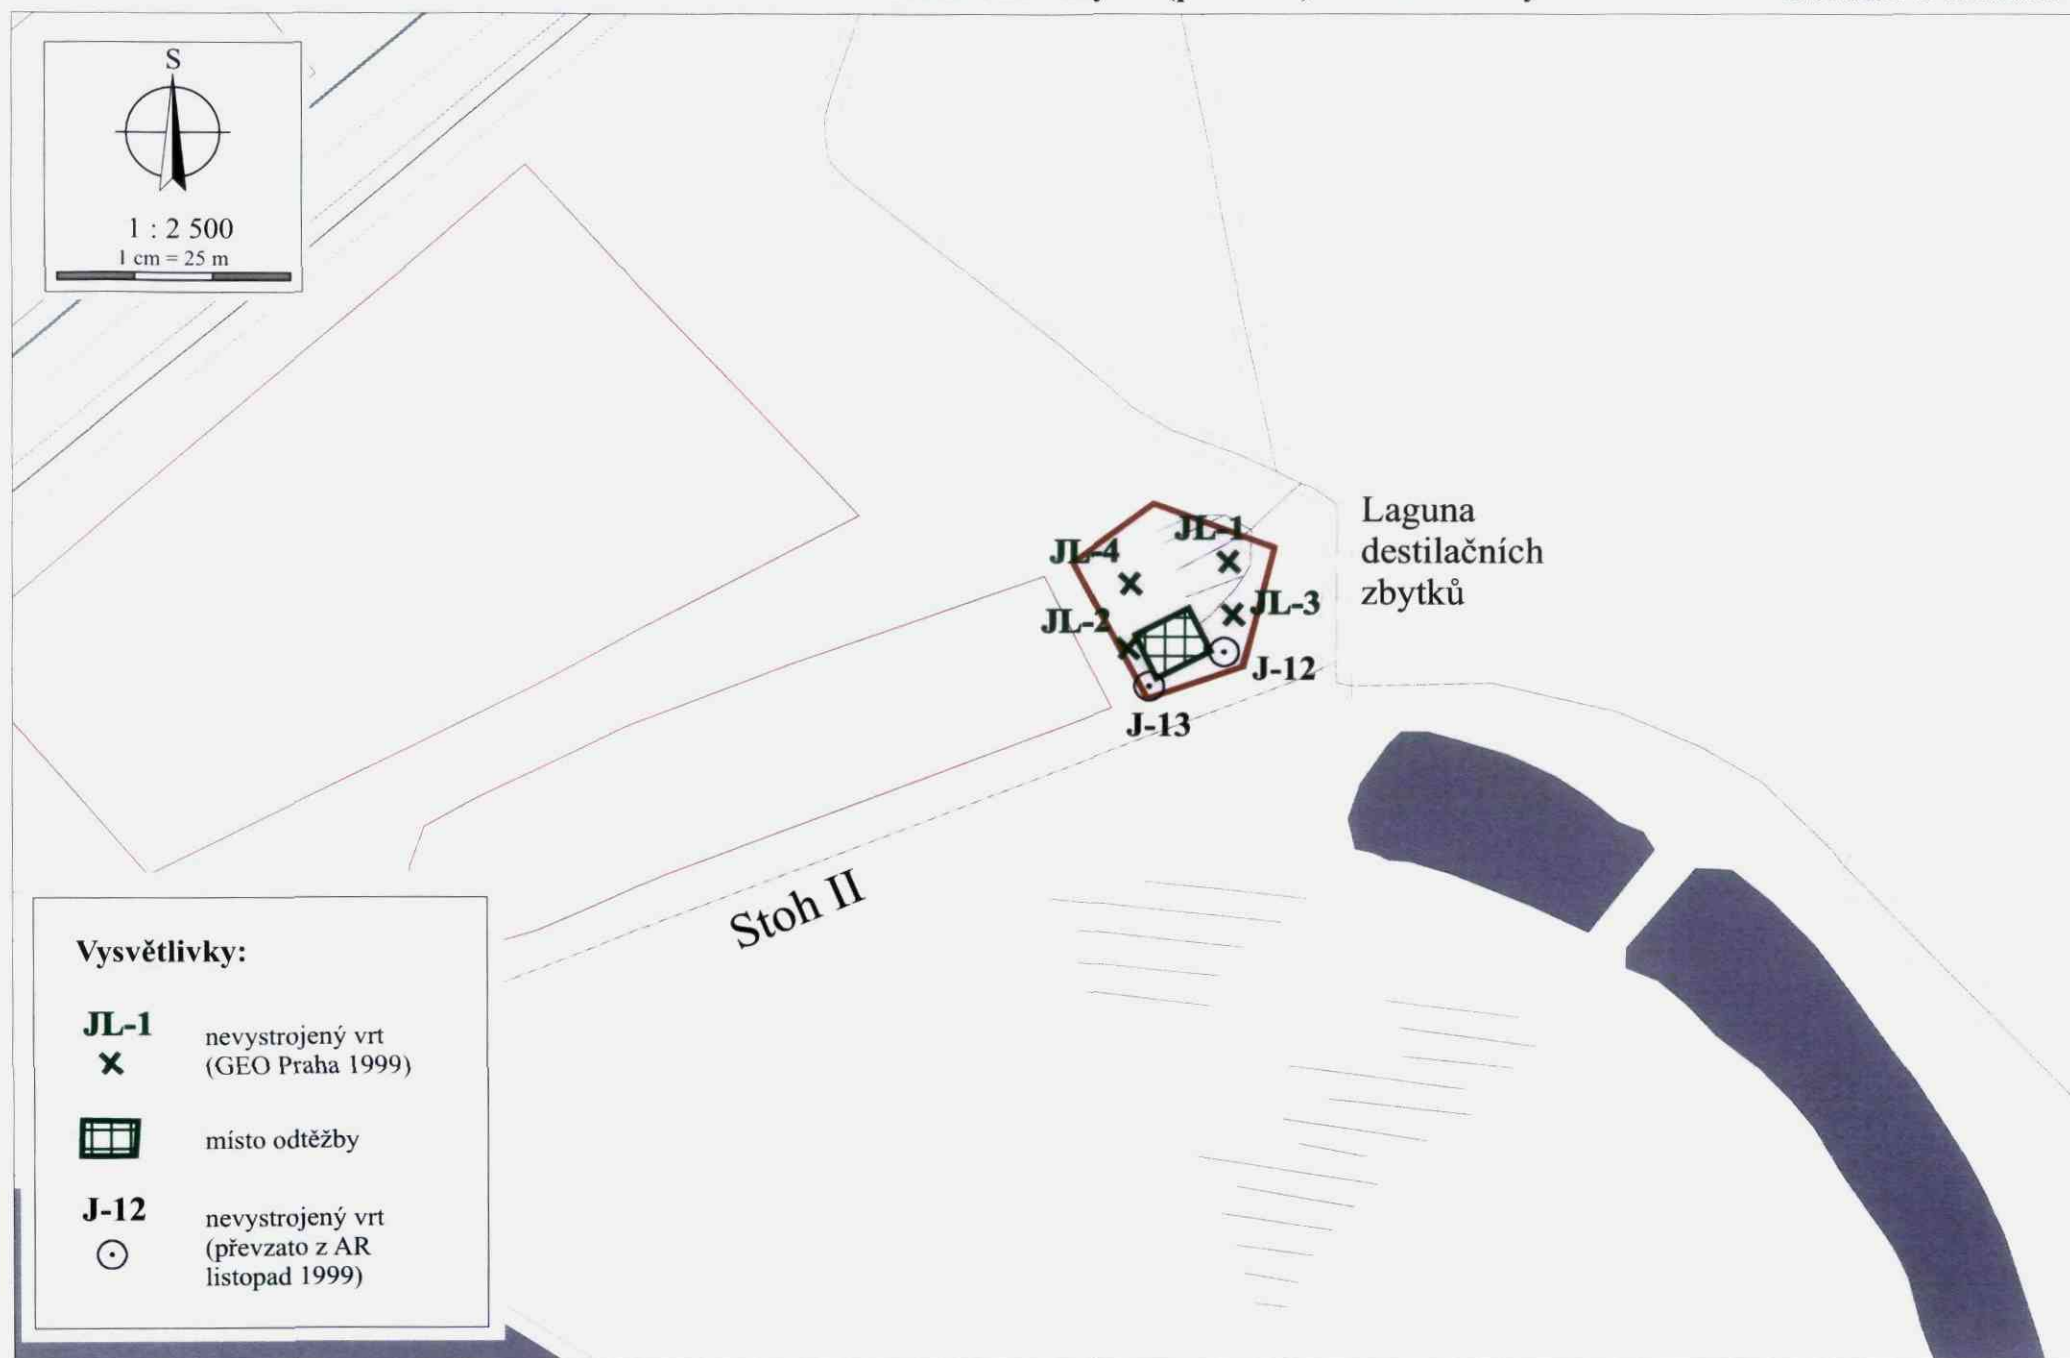 S
1 : 2 500
1 cm = 25 m
Laguna
destilačních
zbytků
JL-1
JL-4
JL-3
JL-2
J-12
J-13
Stoh II
Vysvětlivky:
JL-1
nevystrojený vrt
(GEO Praha 1999)
místo odtěžby
J-12
nevystrojený vrt
(převzato z AR
listopad 1999)